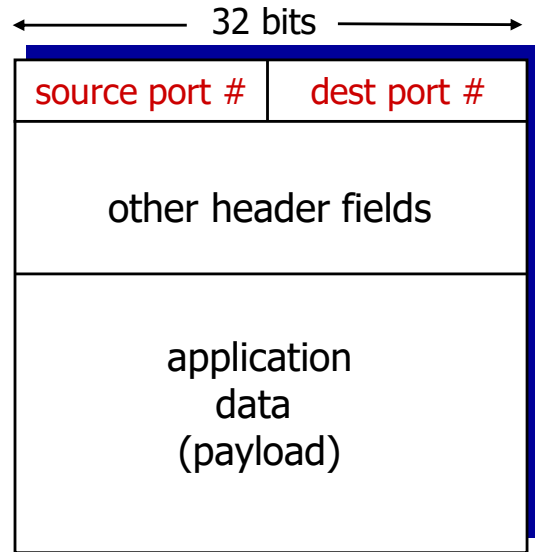 32 bits
source port # dest port #
other header fields
application
data
(payload)